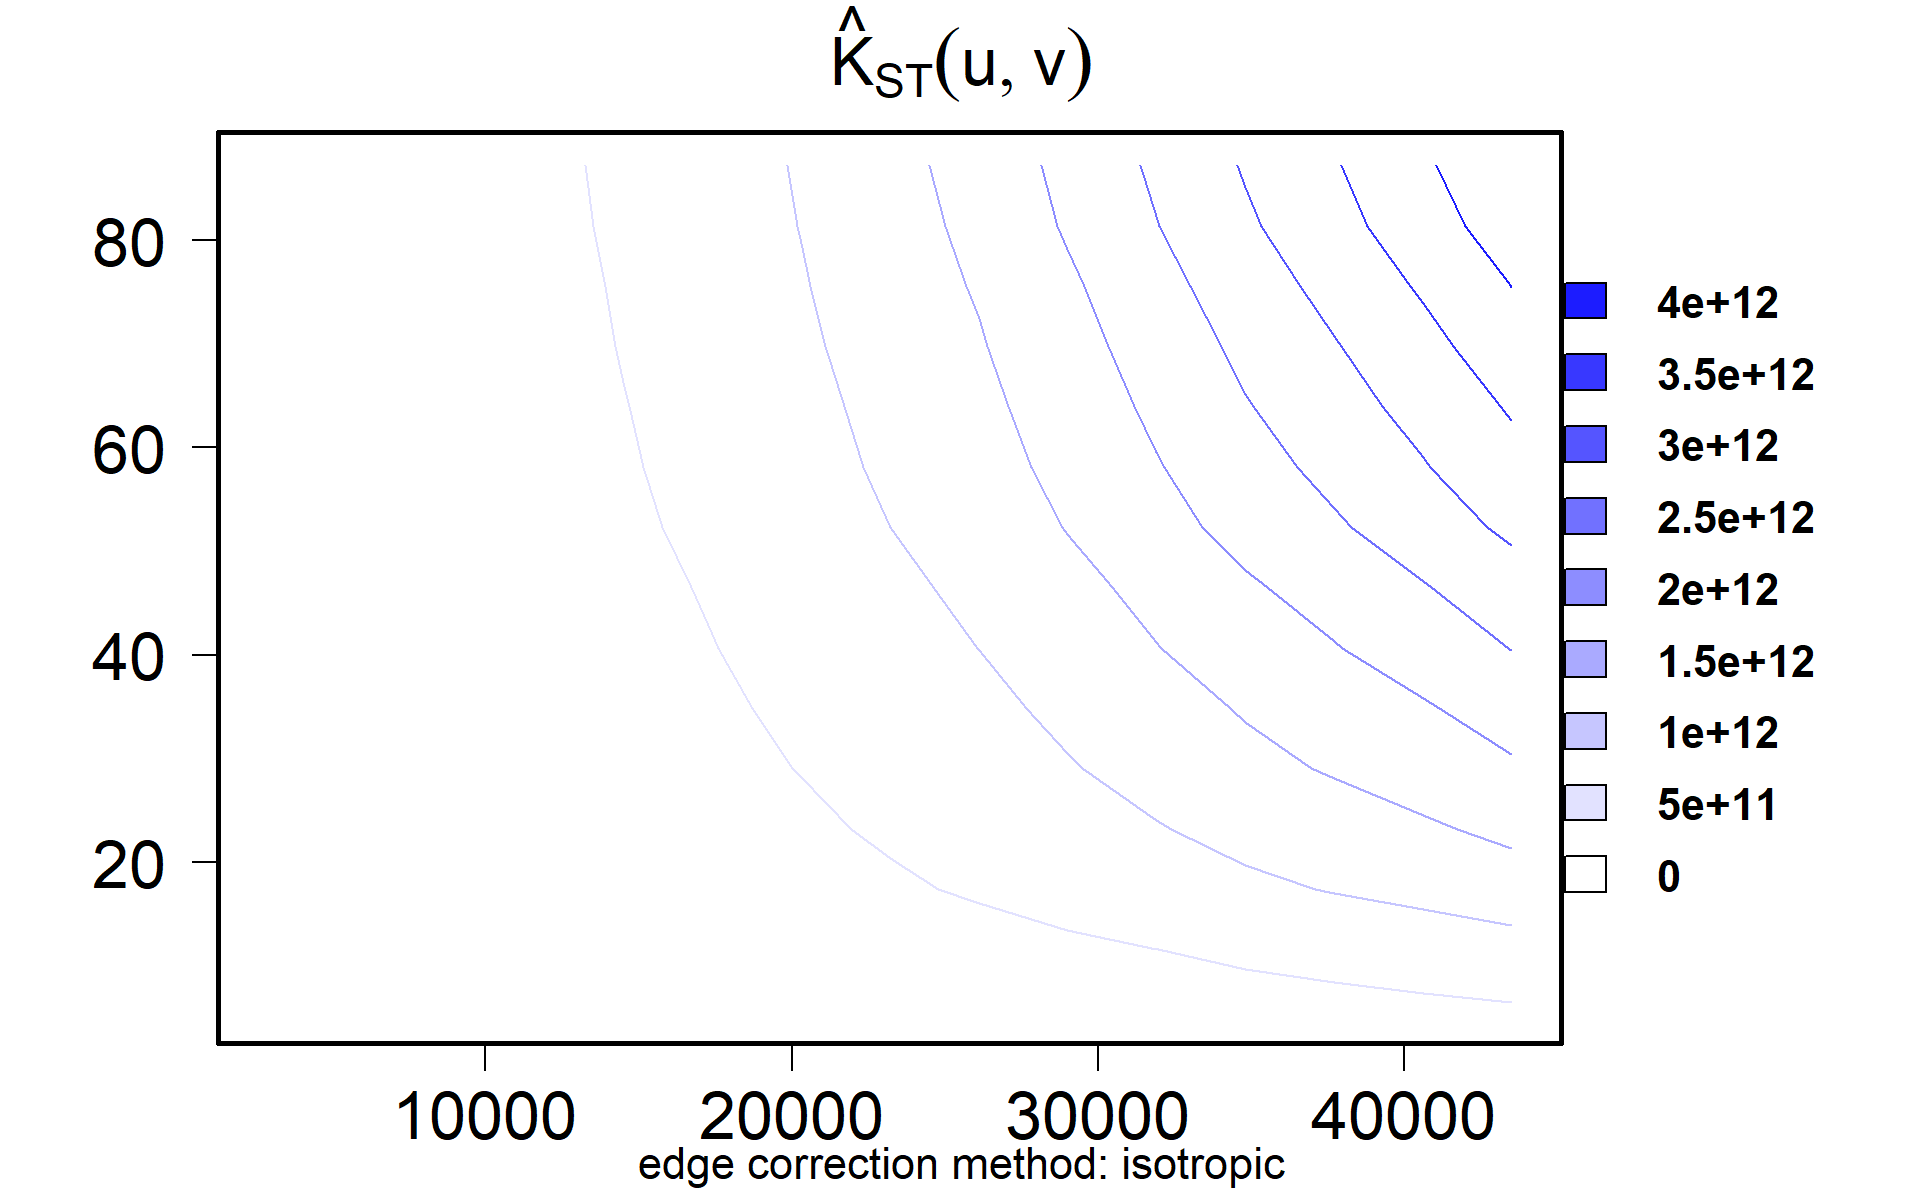 K̂ST(u, v)
80
60
40
20
4e+12
3.5e+12
3e+12
2.5e+12
2e+12
1.5e+12
1e+12
5e+11
0
10000 20000 30000 40000
edge correction method: isotropic